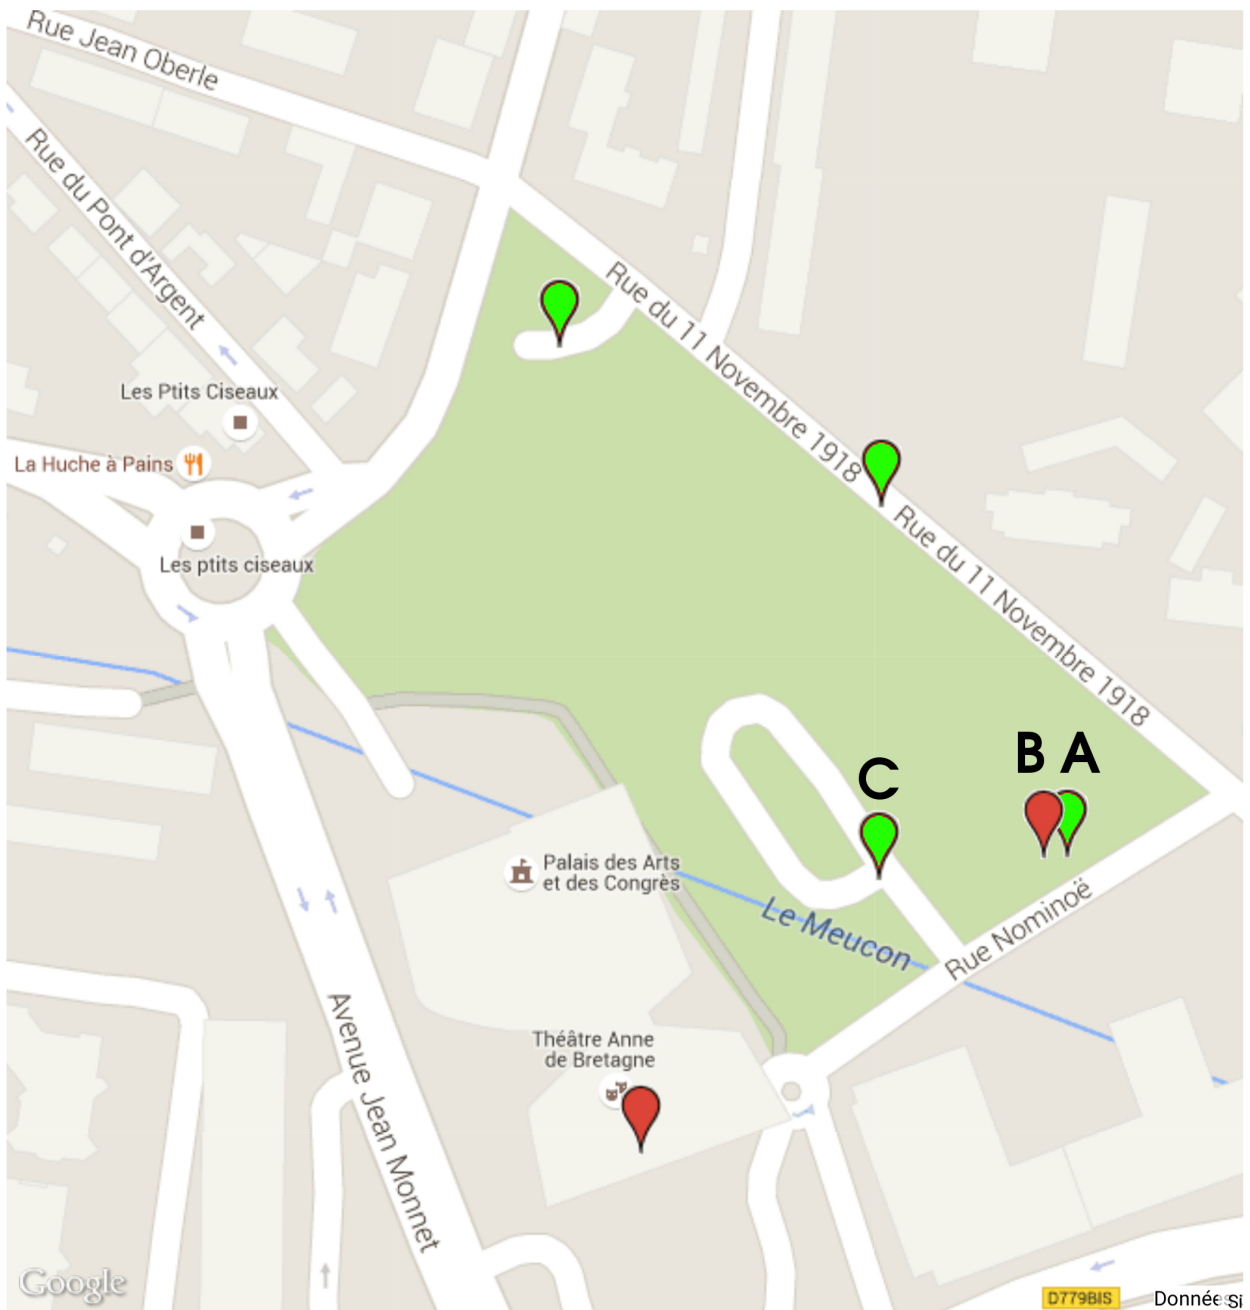 Rue Jean Oberle
Rue du Pont d'Argent
Rue du 11 Novembre 1918
Les Ptits Ciseaux
La Huche à Pains
Rue du 11 Novembre 1918
Les ptits ciseaux
B A
C
Palais des Arts
et des Congrès
Le Meucon
Rue Nominoë
Théâtre Anne
de Bretagne
Avenue Jean Monnet
Google
D779BIS
Donnée
Si